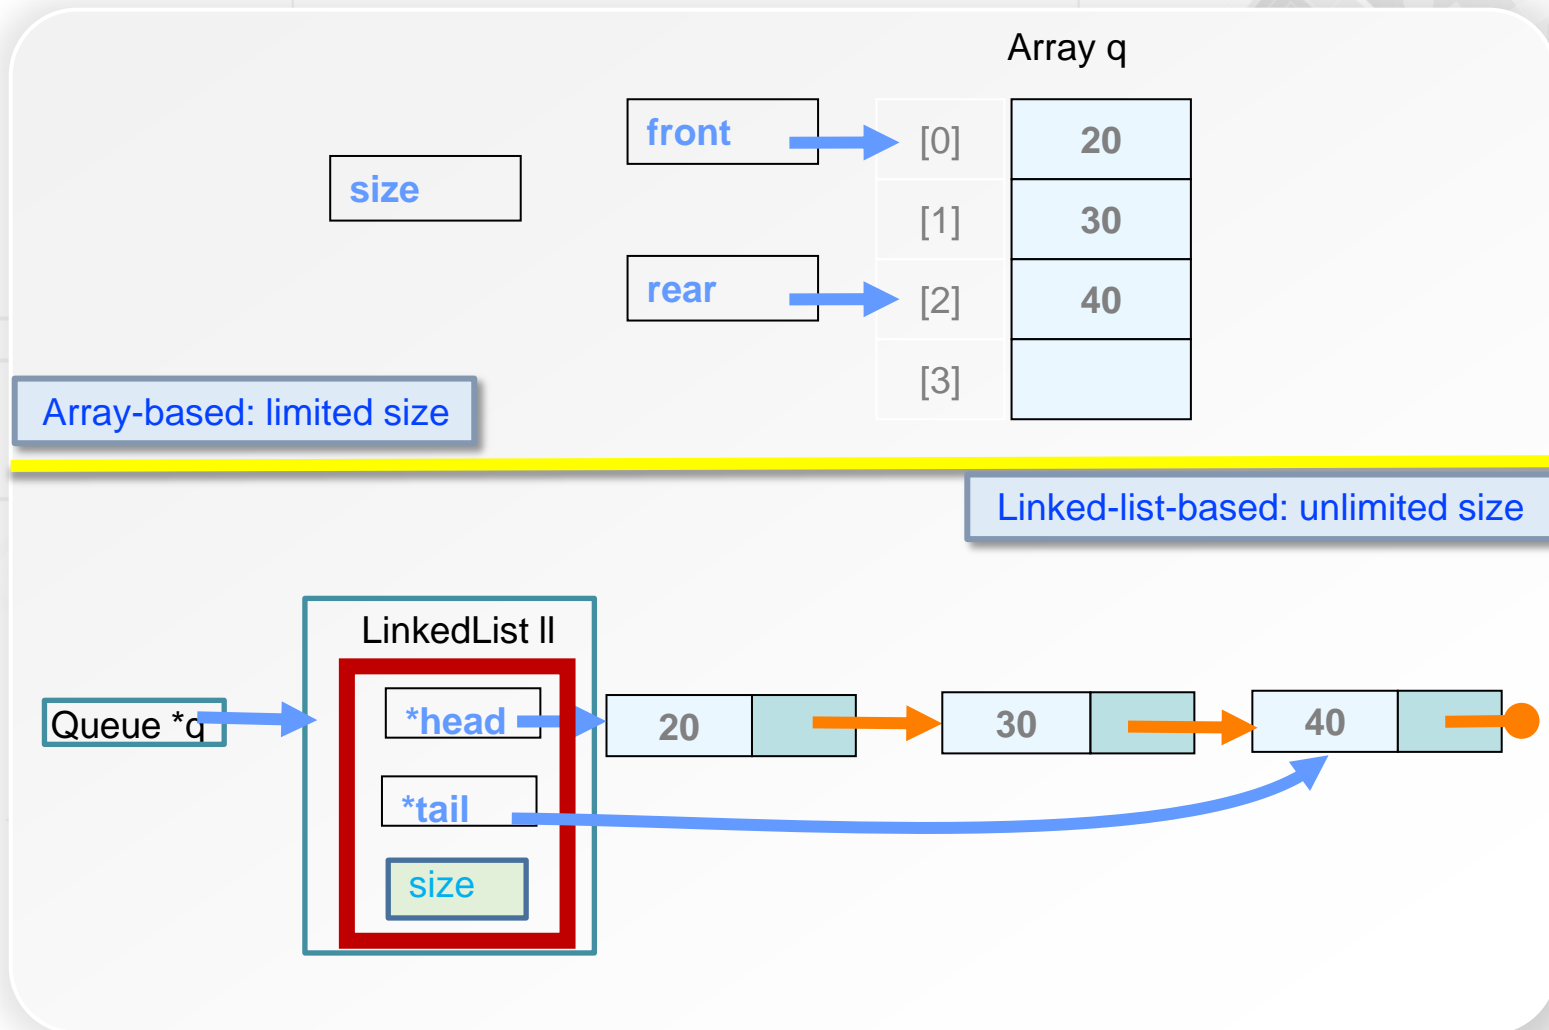 Array q
front
[0]
20
size
[1]
30
rear
[2]
40
[3]
Array-based: limited size
Linked-list-based: unlimited size
LinkedList ll
Queue *q
*head
20
30
40
*tail
size